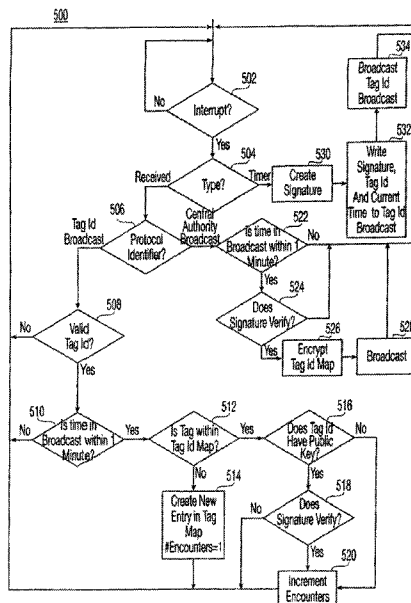 500
502
No
Interrupt?
Yes
504
Type?
Timer
530
Create
Signature
534
Broadcast
Tag Id
Broadcast
532
Write
Signature,
Tag Id
And Current
Time to Tag Id
Broadcast
Received
506
Tag Id
Broadcast
Protocol
Identifier?
Central
Authority
Broadcast
522
Is time in
Broadcast within 1
Minute?
No
Yes
524
Does
Signature Verify?
Yes
526
Encrypt
Tag Id Map
528
Broadcast
508
No
Valid
Tag Id?
Yes
510
No
Is time in
Broadcast within 1
Minute?
Yes
512
Is Tag within
Tag Id Map?
Yes
516
Does Tag Id
Have Public
Key?
No
No
514
Create New
Entry in Tag
Map
#Encounters=1
Yes
518
No
Does
Signature Verify?
Yes
520
Increment
Encounters